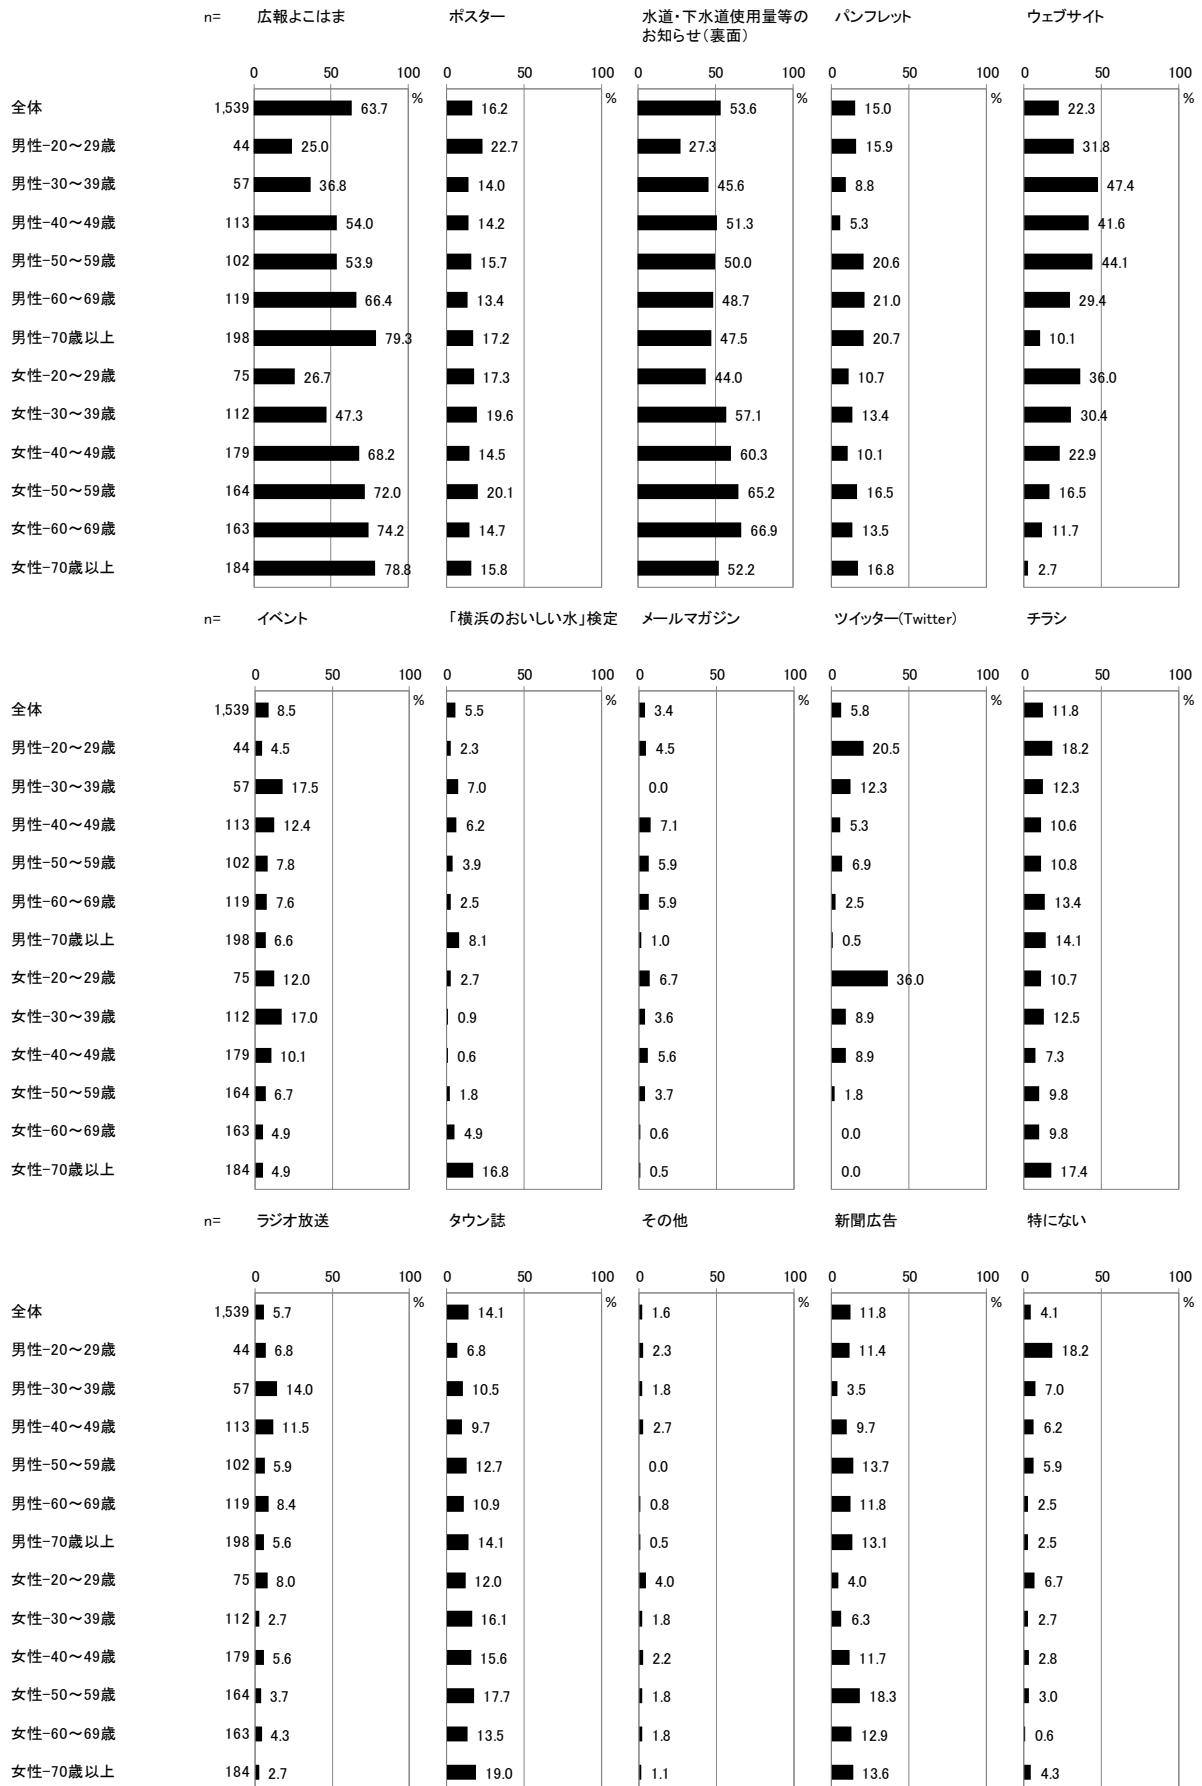 n= 広報よこはま ポスター 水道・下水道使用量等の パンフレット ウェブサイト
お知らせ(裏面)
0 50 100 0 50 100 0 50 100 0 50 100 0 50 100
% % % % %
全体 1,539 63.7 16.2 53.6 15.0 22.3
男性-20～29歳 44 25.0 22.7 27.3 15.9 31.8
男性-30～39歳 57 36.8 14.0 45.6 8.8 47.4
男性-40～49歳 113 54.0 14.2 51.3 5.3 41.6
男性-50～59歳 102 53.9 15.7 50.0 20.6 44.1
男性-60～69歳 119 66.4 13.4 48.7 21.0 29.4
男性-70歳以上 198 79.3 17.2 47.5 20.7 10.1
女性-20～29歳 75 26.7 17.3 44.0 10.7 36.0
女性-30～39歳 112 47.3 19.6 57.1 13.4 30.4
女性-40～49歳 179 68.2 14.5 60.3 10.1 22.9
女性-50～59歳 164 72.0 20.1 65.2 16.5 16.5
女性-60～69歳 163 74.2 14.7 66.9 13.5 11.7
女性-70歳以上 184 78.8 15.8 52.2 16.8 2.7
n= イベント 「横浜のおいしい水」検定 メールマガジン ツイッター(Twitter) チラシ
0 50 100 0 50 100 0 50 100 0 50 100 0 50 100
% % % % %
全体 1,539 8.5 5.5 3.4 5.8 11.8
男性-20～29歳 44 4.5 2.3 4.5 20.5 18.2
男性-30～39歳 57 17.5 7.0 0.0 12.3 12.3
男性-40～49歳 113 12.4 6.2 7.1 5.3 10.6
男性-50～59歳 102 7.8 3.9 5.9 6.9 10.8
男性-60～69歳 119 7.6 2.5 5.9 2.5 13.4
男性-70歳以上 198 6.6 8.1 1.0 0.5 14.1
女性-20～29歳 75 12.0 2.7 6.7 36.0 10.7
女性-30～39歳 112 17.0 0.9 3.6 8.9 12.5
女性-40～49歳 179 10.1 0.6 5.6 8.9 7.3
女性-50～59歳 164 6.7 1.8 3.7 1.8 9.8
女性-60～69歳 163 4.9 4.9 0.6 0.0 9.8
女性-70歳以上 184 4.9 16.8 0.5 0.0 17.4
n= ラジオ放送 タウン誌 その他 新聞広告 特にない
0 50 100 0 50 100 0 50 100 0 50 100 0 50 100
% % % % %
全体 1,539 5.7 14.1 1.6 11.8 4.1
男性-20～29歳 44 6.8 6.8 2.3 11.4 18.2
男性-30～39歳 57 14.0 10.5 1.8 3.5 7.0
男性-40～49歳 113 11.5 9.7 2.7 9.7 6.2
男性-50～59歳 102 5.9 12.7 0.0 13.7 5.9
男性-60～69歳 119 8.4 10.9 0.8 11.8 2.5
男性-70歳以上 198 5.6 14.1 0.5 13.1 2.5
女性-20～29歳 75 8.0 12.0 4.0 4.0 6.7
女性-30～39歳 112 2.7 16.1 1.8 6.3 2.7
女性-40～49歳 179 5.6 15.6 2.2 11.7 2.8
女性-50～59歳 164 3.7 17.7 1.8 18.3 3.0
女性-60～69歳 163 4.3 13.5 1.8 12.9 0.6
女性-70歳以上 184 2.7 19.0 1.1 13.6 4.3